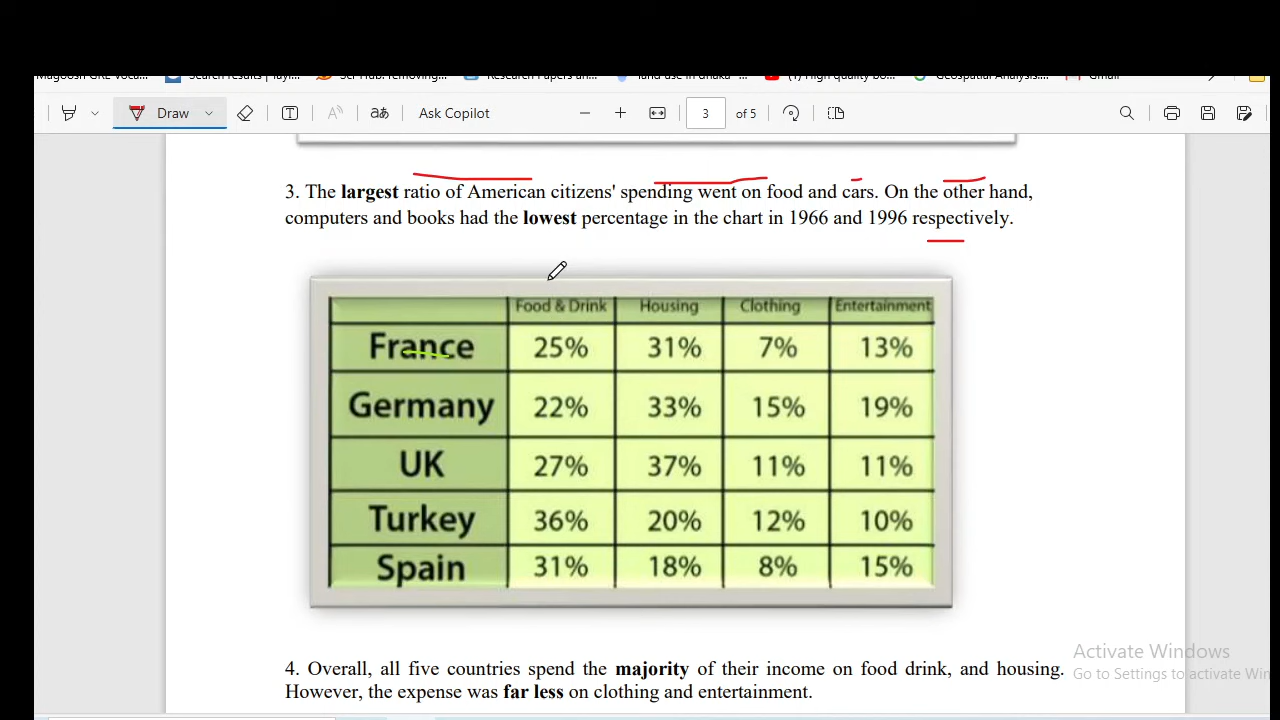 Draw
Ask Copilot
3 of 5
3. The largest ratio of American citizens' spending went on food and cars. On the other hand,
computers and books had the lowest percentage in the chart in 1966 and 1996 respectively.
Food & Drink Housing Clothing Entertainment
France 25% 31% 7% 13%
Germany 22% 33% 15% 19%
UK 27% 37% 11% 11%
Turkey 36% 20% 12% 10%
Spain 31% 18% 8% 15%
Activate Windows
4. Overall, all five countries spend the majority of their income on food drink, and housing.
Go to Settings to activate Win
However, the expense was far less on clothing and entertainment.